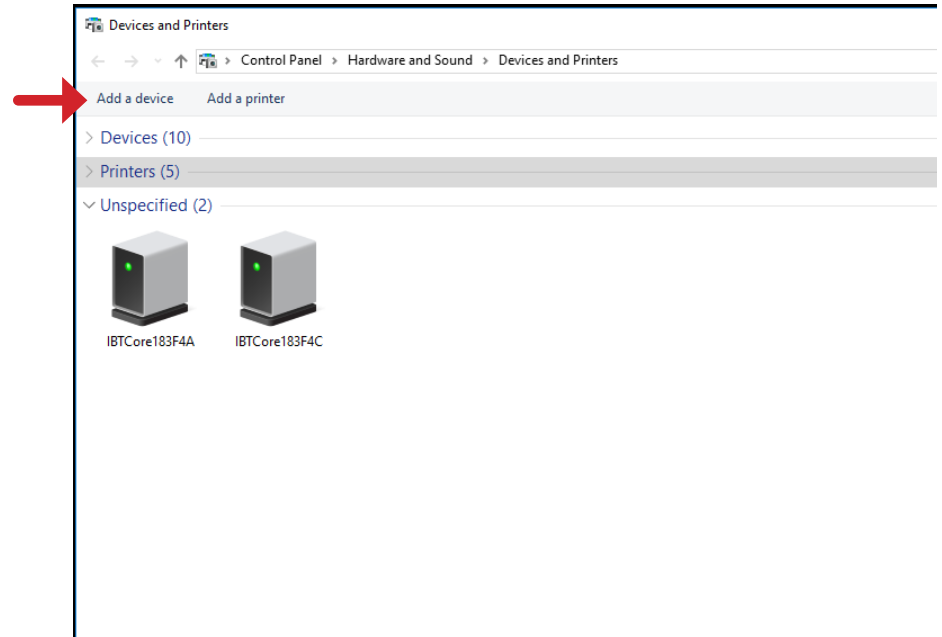 Devices and Printers
Control Panel > Hardware and Sound > Devices and Printers
Add a device Add a printer
Devices (10)
Printers (5)
Unspecified (2)
IBTCore183F4A IBTCore183F4C